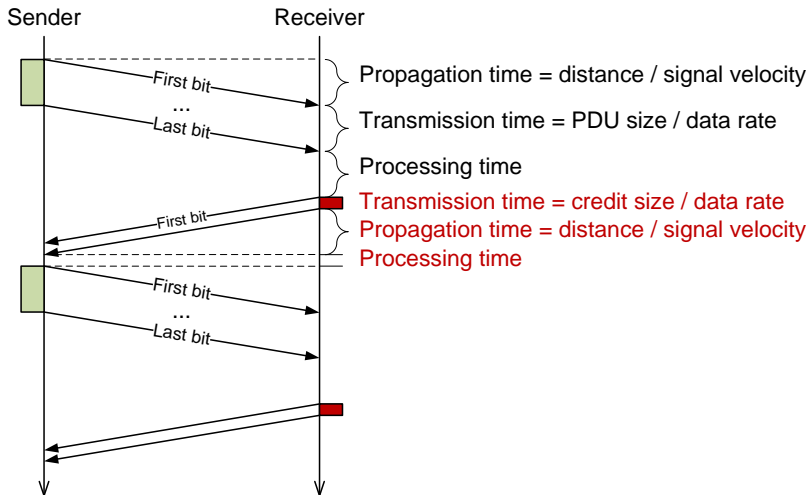 Sender
Receiver
First bit
...
Last bit
Propagation time = distance / signal velocity
Transmission time = PDU size / data rate
Processing time
Transmission time = credit size / data rate
First bit
Propagation time = distance / signal velocity
Processing time
First bit
...
Last bit